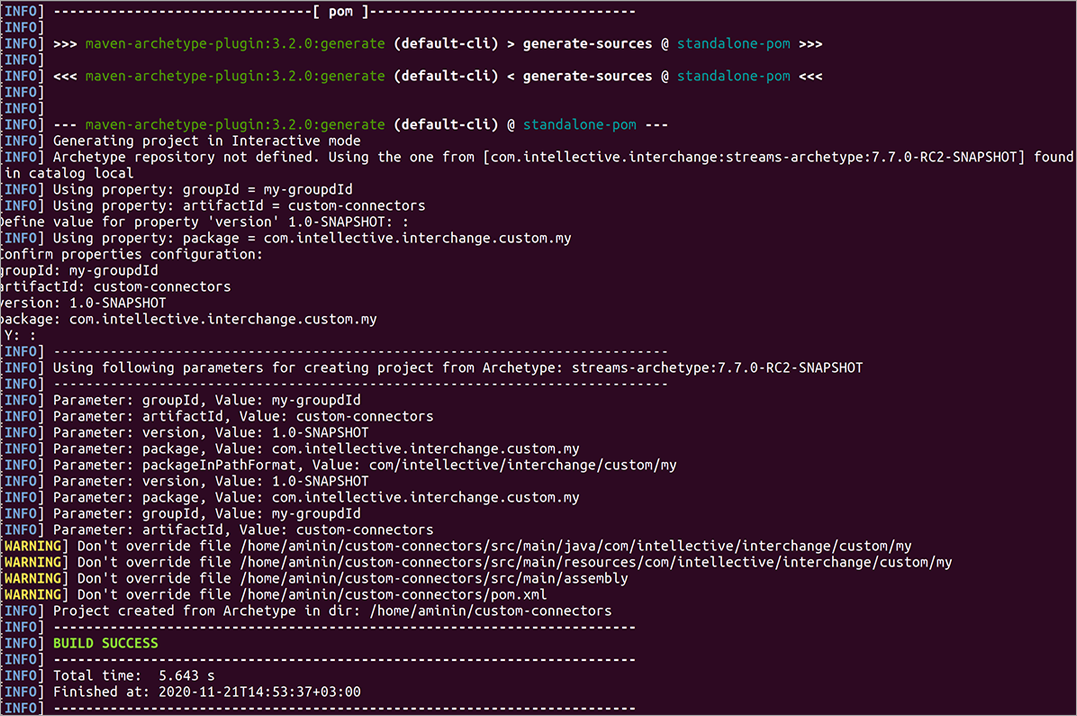 [INFO] --------------------------------[ pom ]---------------------------------
[INFO]
[INFO] >>> maven-archetype-plugin:3.2.0:generate (default-cli) > generate-sources @ standalone-pom >>>
[INFO]
[INFO] <<< maven-archetype-plugin:3.2.0:generate (default-cli) < generate-sources @ standalone-pom <<<
[INFO]
[INFO]
[INFO] --- maven-archetype-plugin:3.2.0:generate (default-cli) @ standalone-pom ---
[INFO] Generating project in Interactive mode
[INFO] Archetype repository not defined. Using the one from [com.intellective.interchange:streams-archetype:7.7.0-RC2-SNAPSHOT] found
in catalog local
[INFO] Using property: groupId = my-groupdId
[INFO] Using property: artifactId = custom-connectors
Define value for property 'version' 1.0-SNAPSHOT: :
[INFO] Using property: package = com.intellective.interchange.custom.my
Confirm properties configuration:
groupId: my-groupdId
artifactId: custom-connectors
version: 1.0-SNAPSHOT
package: com.intellective.interchange.custom.my
Y: :
[INFO] ----------------------------------------------------------------------------
[INFO] Using following parameters for creating project from Archetype: streams-archetype:7.7.0-RC2-SNAPSHOT
[INFO] ----------------------------------------------------------------------------
[INFO] Parameter: groupId, Value: my-groupdId
[INFO] Parameter: artifactId, Value: custom-connectors
[INFO] Parameter: version, Value: 1.0-SNAPSHOT
[INFO] Parameter: package, Value: com.intellective.interchange.custom.my
[INFO] Parameter: packageInPathFormat, Value: com/intellective/interchange/custom/my
[INFO] Parameter: version, Value: 1.0-SNAPSHOT
[INFO] Parameter: package, Value: com.intellective.interchange.custom.my
[INFO] Parameter: groupId, Value: my-groupdId
[INFO] Parameter: artifactId, Value: custom-connectors
[WARNING] Don't override file /home/aminin/custom-connectors/src/main/java/com/intellective/interchange/custom/my
[WARNING] Don't override file /home/aminin/custom-connectors/src/main/resources/com/intellective/interchange/custom/my
[WARNING] Don't override file /home/aminin/custom-connectors/src/main/assembly
[WARNING] Don't override file /home/aminin/custom-connectors/pom.xml
[INFO] Project created from Archetype in dir: /home/aminin/custom-connectors
[INFO] ------------------------------------------------------------------------
[INFO] BUILD SUCCESS
[INFO] ------------------------------------------------------------------------
[INFO] Total time:  5.643 s
[INFO] Finished at: 2020-11-21T14:53:37+03:00
[INFO] ------------------------------------------------------------------------